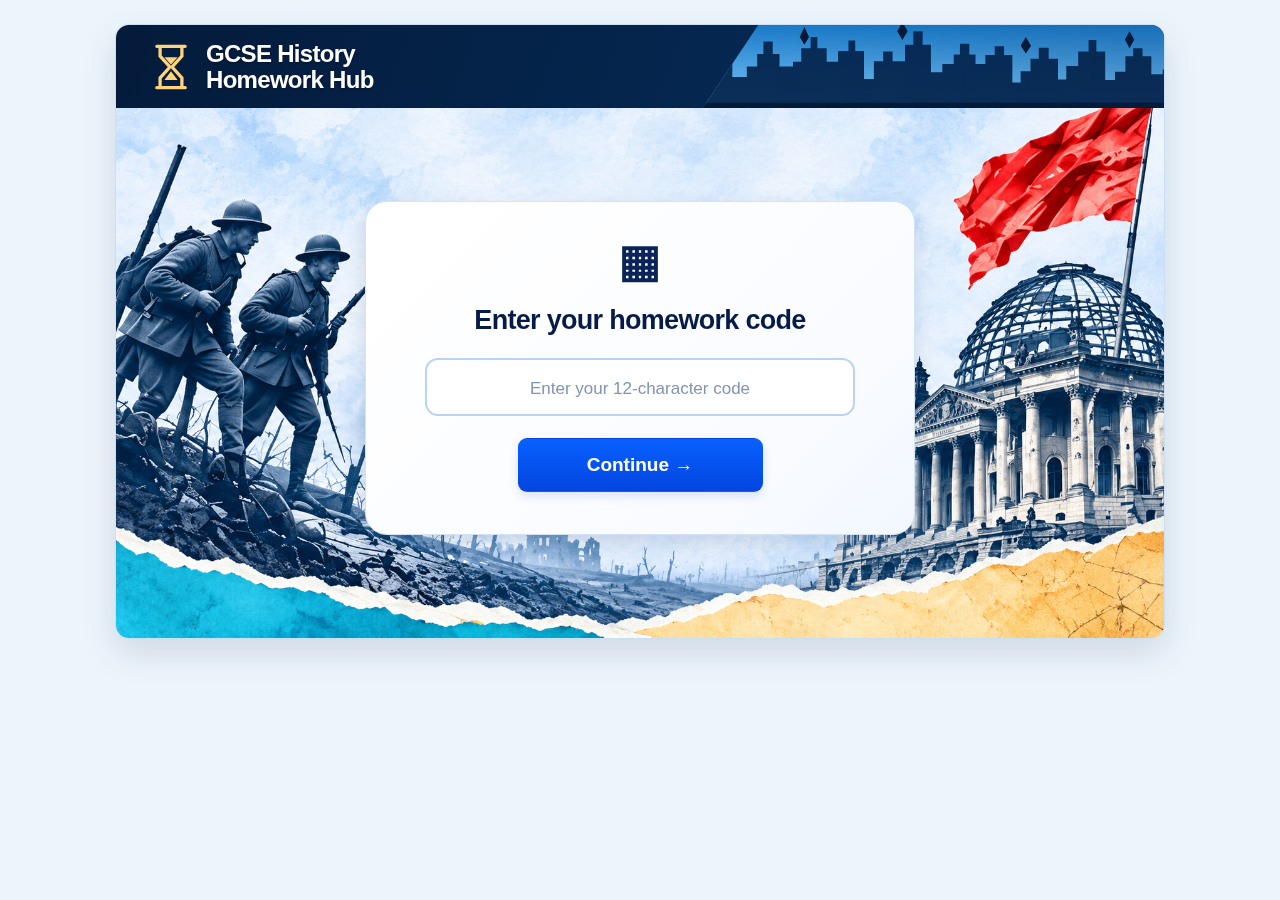 GCSE History
Homework Hub
Enter your homework code
Enter your 12-character code
Continue →